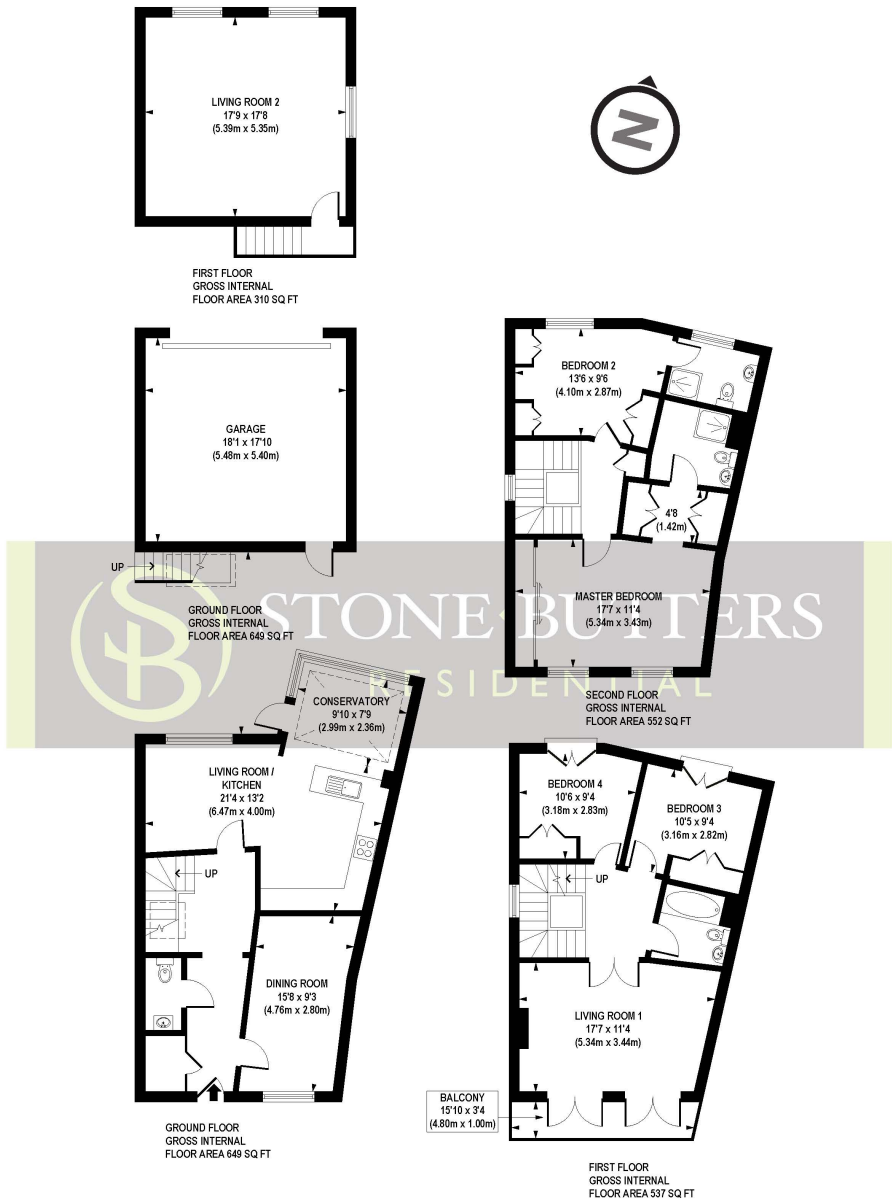 LIVING ROOM 2
17'9 x 17'8
(5.39m x 5.35m)
N
FIRST FLOOR
GROSS INTERNAL
FLOOR AREA 310 SQ FT
GARAGE
18'1 x 17'10
(5.48m x 5.40m)
UP
GROUND FLOOR
GROSS INTERNAL
FLOOR AREA 649 SQ FT
BEDROOM 2
13'6 x 9'6
(4.10m x 2.87m)
4'8
(1.42m)
MASTER BEDROOM
17'7 x 11'4
(5.34m x 3.43m)
SECOND FLOOR
GROSS INTERNAL
FLOOR AREA 552 SQ FT
SB
STONE BUTTERS
RESIDENTIAL
CONSERVATORY
9'10 x 7'9
(2.99m x 2.36m)
LIVING ROOM /
KITCHEN
21'4 x 13'2
(6.47m x 4.00m)
UP
DINING ROOM
15'8 x 9'3
(4.76m x 2.80m)
GROUND FLOOR
GROSS INTERNAL
FLOOR AREA 649 SQ FT
BEDROOM 4
10'6 x 9'4
(3.18m x 2.83m)
BEDROOM 3
10'5 x 9'4
(3.16m x 2.82m)
UP
LIVING ROOM 1
17'7 x 11'4
(5.34m x 3.44m)
BALCONY
15'10 x 3'4
(4.80m x 1.00m)
FIRST FLOOR
GROSS INTERNAL
FLOOR AREA 537 SQ FT